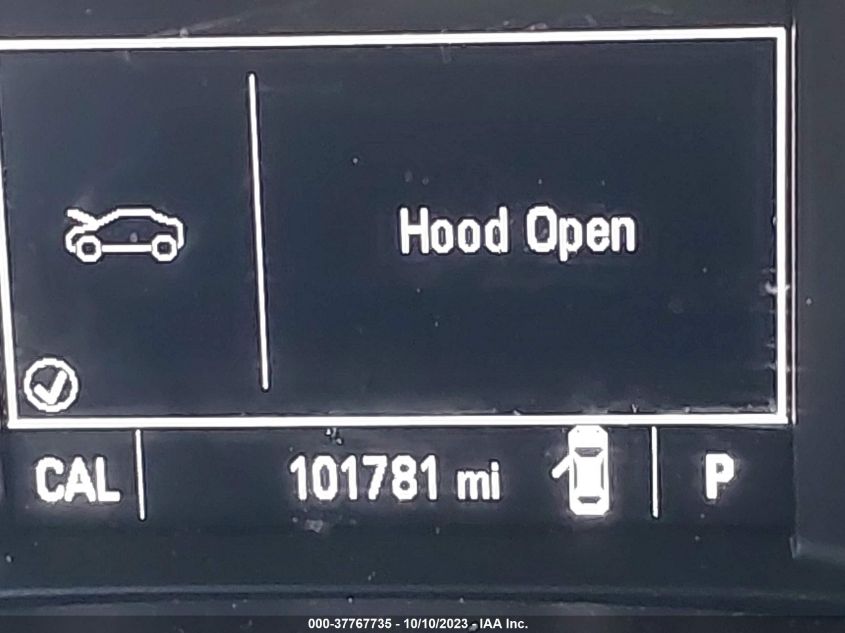 Hood Open
CAL 101781 mi P
000-37767735 - 10/10/2023 - IAA Inc.